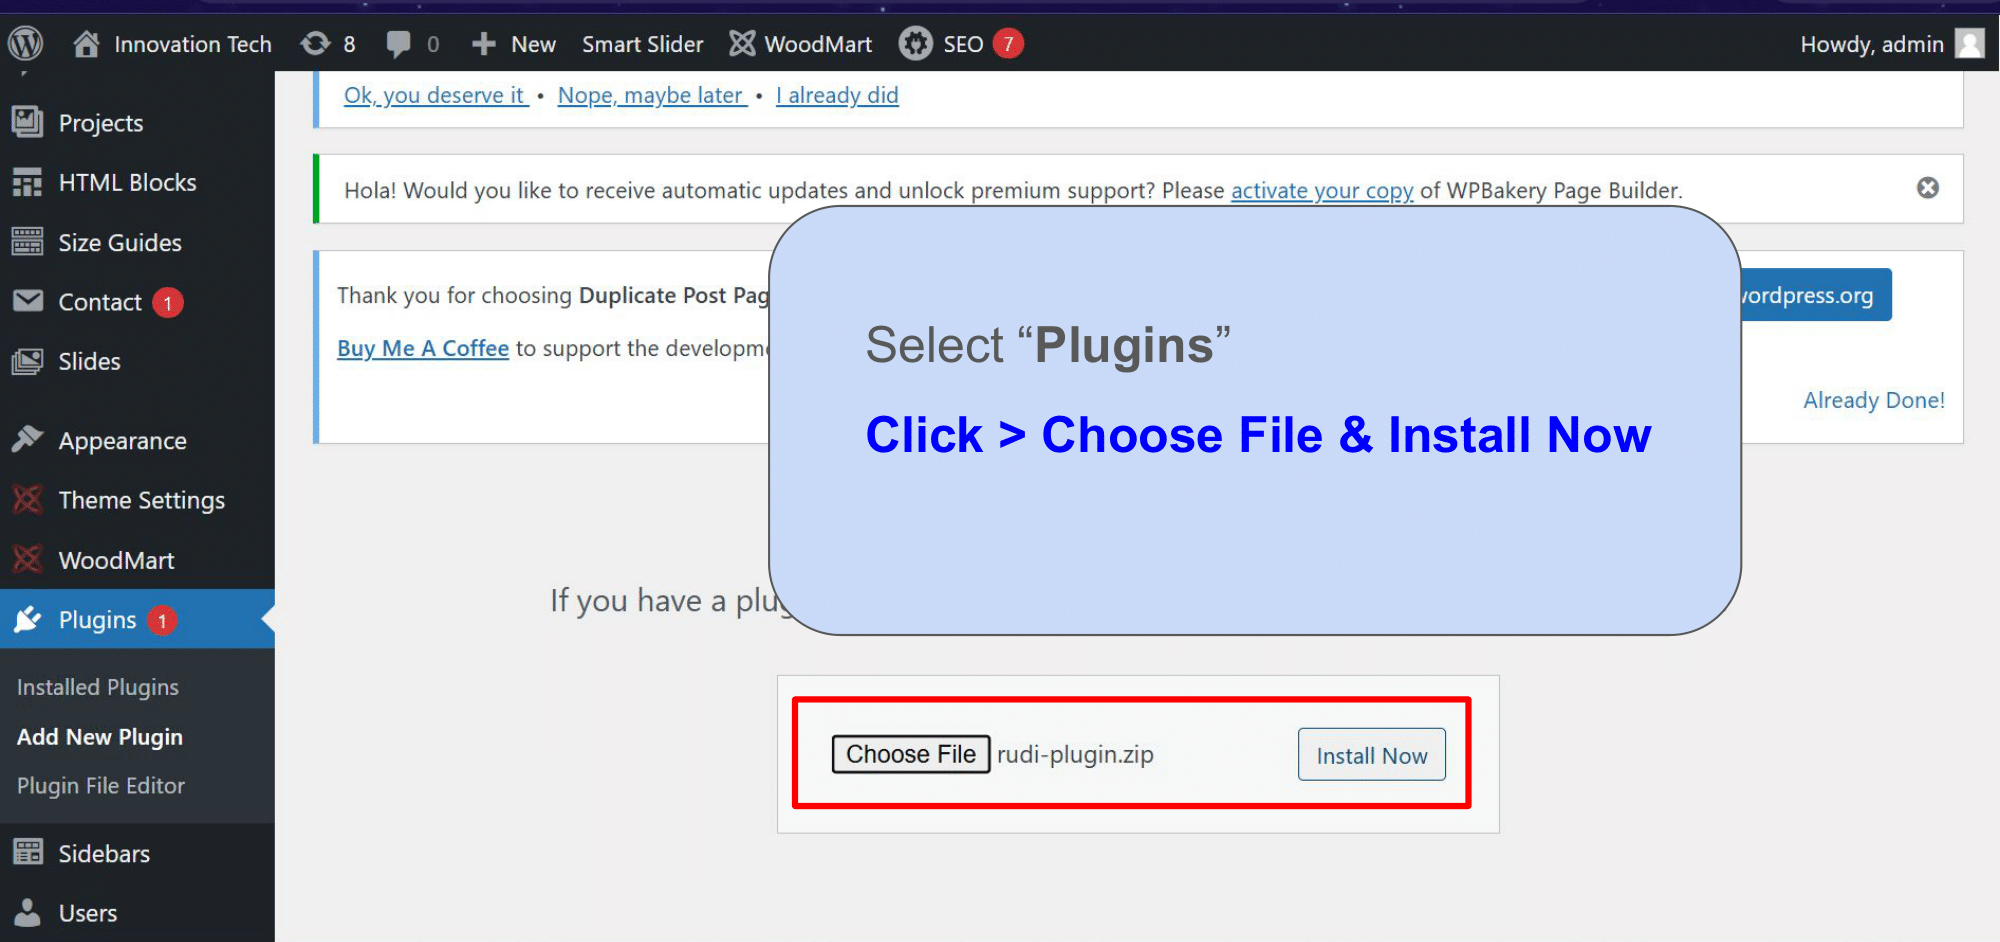 Innovation Tech 8 0 New Smart Slider WoodMart SEO 7 Howdy, admin
Projects
HTML Blocks
Size Guides
Contact 1
Slides
Appearance
Theme Settings
WoodMart
Plugins 1
Installed Plugins
Add New Plugin
Plugin File Editor
Sidebars
Users
Ok, you deserve it • Nope, maybe later • I already did
Hola! Would you like to receive automatic updates and unlock premium support? Please activate your copy of WPBakery Page Builder.
Thank you for choosing Duplicate Post Pag
ordpress.org
Buy Me A Coffee to support the developm
Already Done!
Select “Plugins”
Click > Choose File & Install Now
If you have a plug
Choose File rudi-plugin.zip Install Now